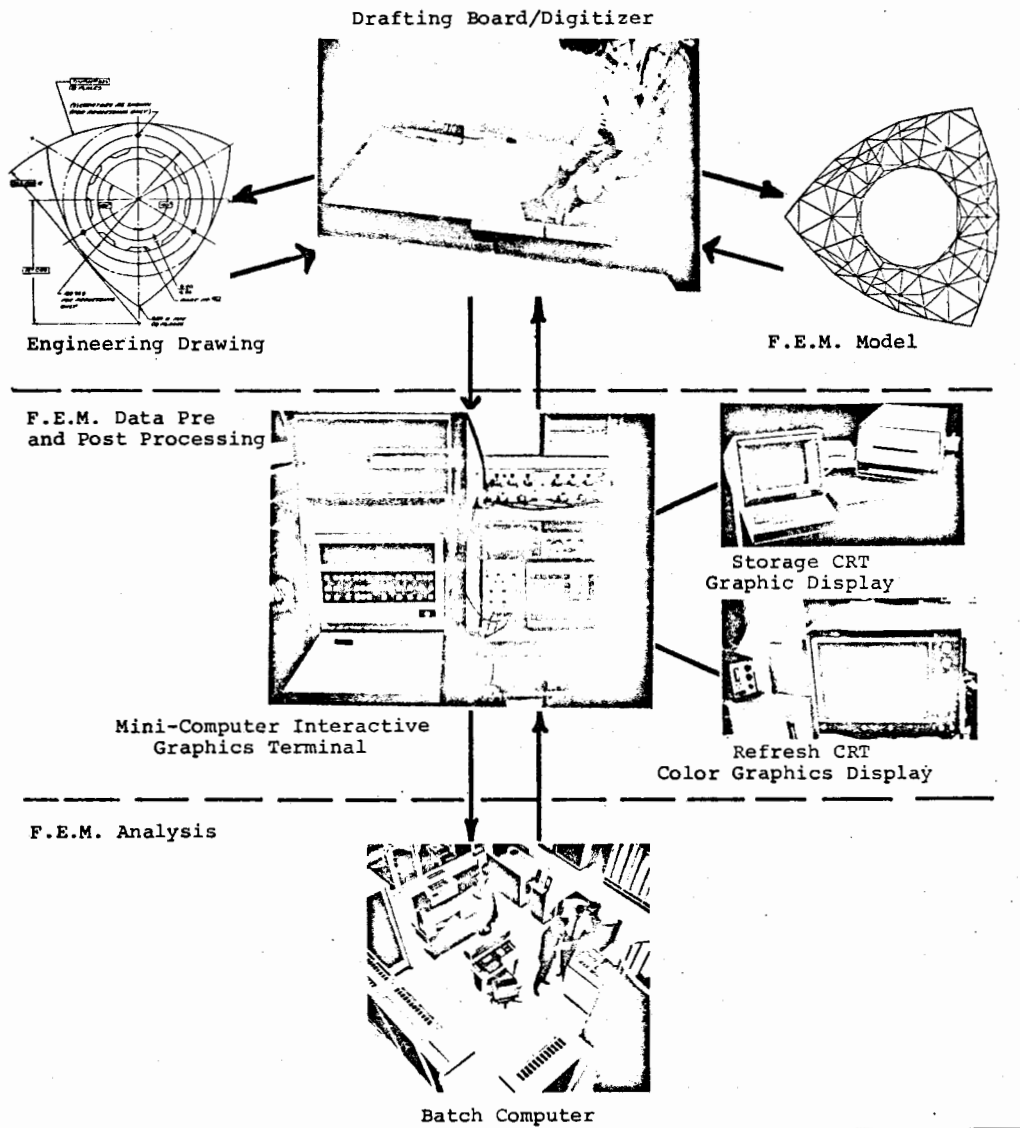 Drafting Board/Digitizer
Engineering Drawing
F.E.M. Model
F.E.M. Data Pre
and Post Processing
Storage CRT
Graphic Display
Mini-Computer Interactive
Graphics Terminal
Refresh CRT
Color Graphics Display
F.E.M. Analysis
Batch Computer